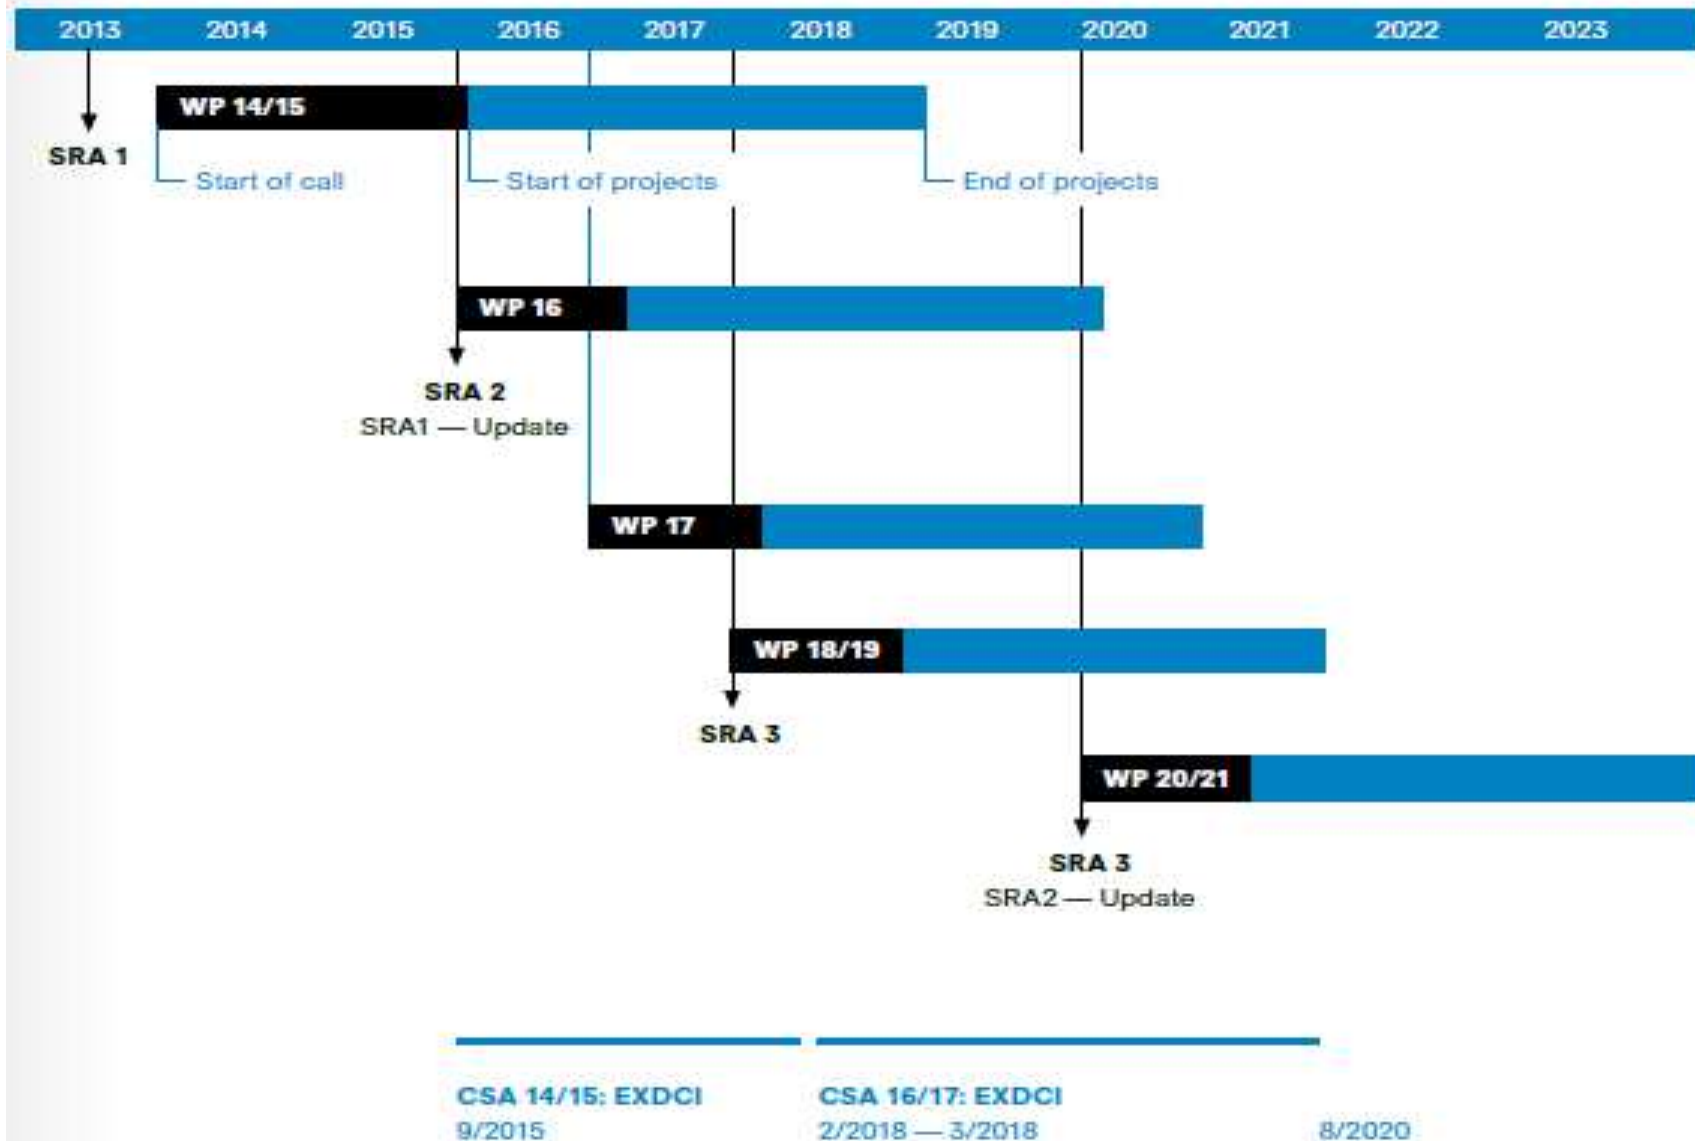 2013 2014 2015 2016 2017 2018 2019 2020 2021 2022 2023
WP 14/15
SRA 1
Start of call
Start of projects
End of projects
WP 16
SRA 2
SRA1 — Update
WP 17
WP 18/19
SRA 3
WP 20/21
SRA 3
SRA2 — Update
CSA 14/15: EXDCI
9/2015
CSA 16/17: EXDCI
2/2018 — 3/2018
8/2020